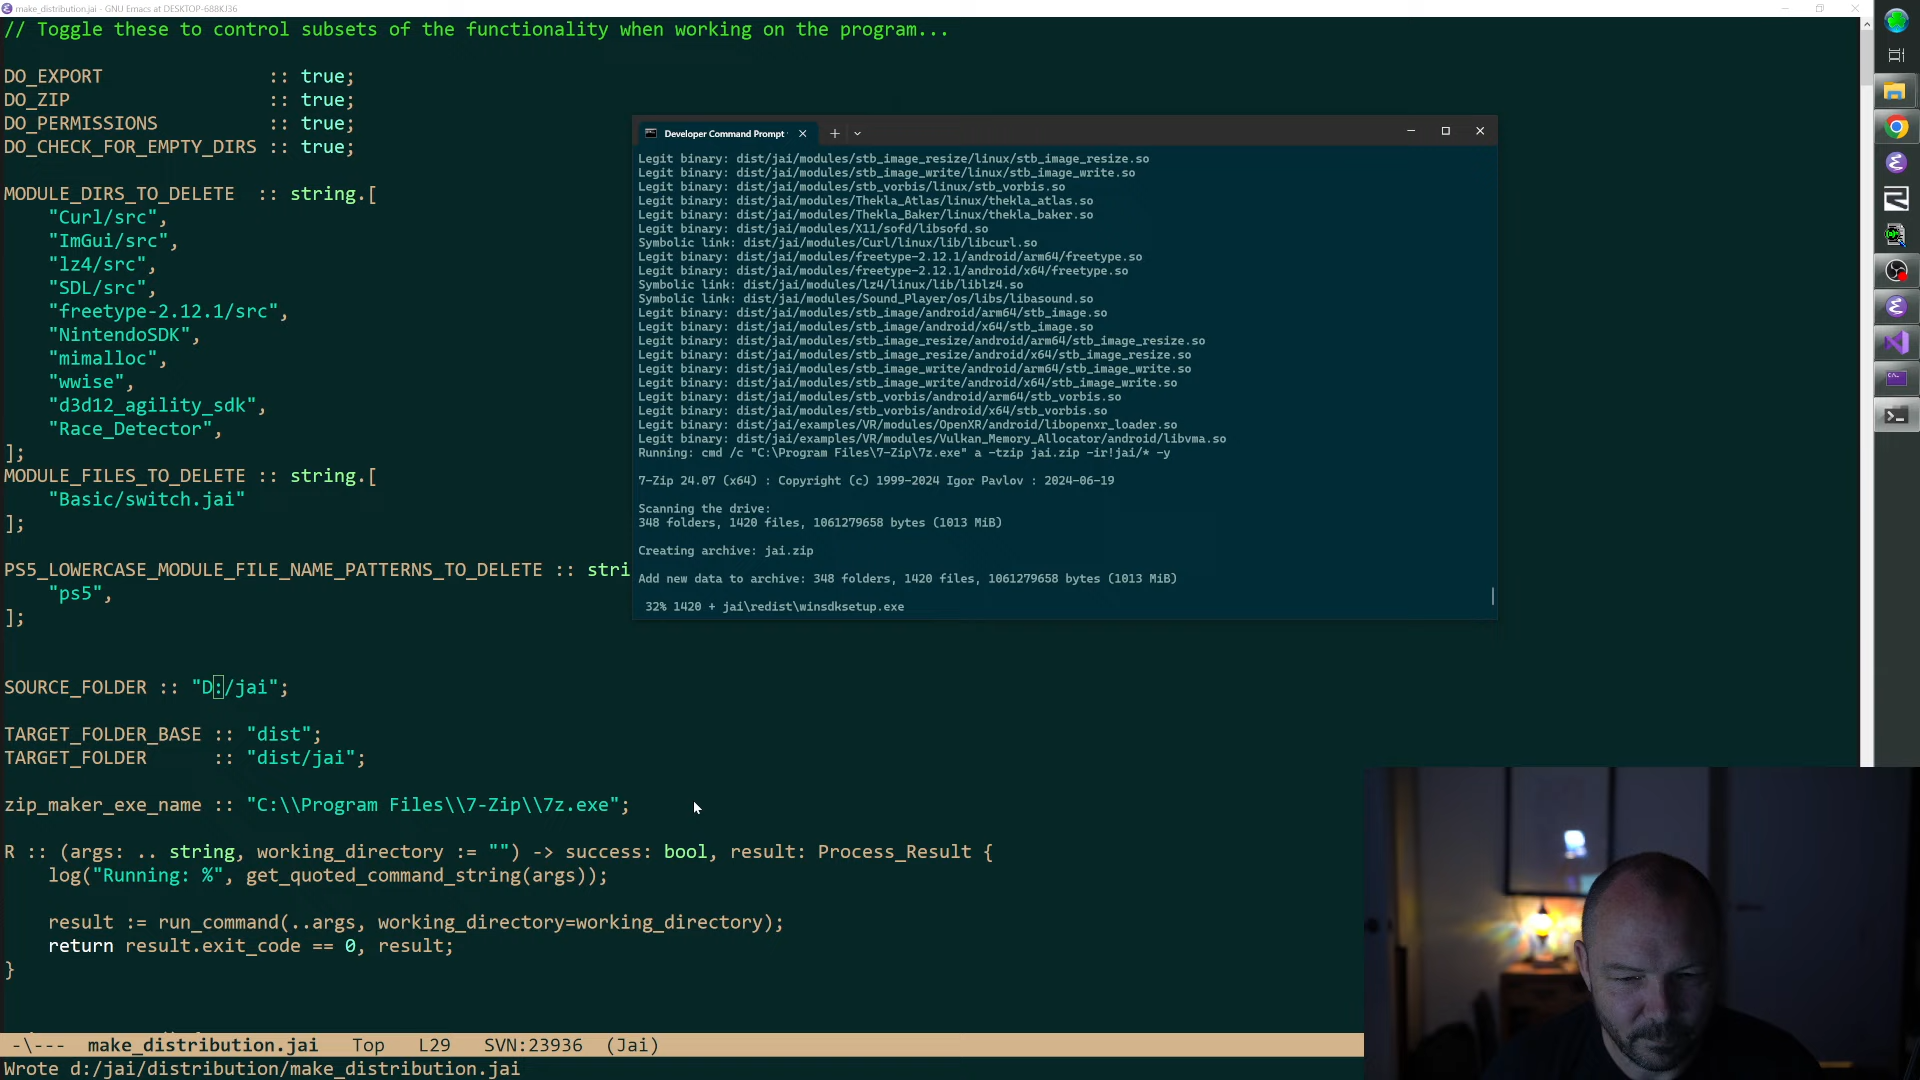 make_distribution.jai - GNU Emacs at DESKTOP-688KJ36
// Toggle these to control subsets of the functionality when working on the program...
DO_EXPORT :: true;
DO_ZIP :: true;
DO_PERMISSIONS :: true;
DO_CHECK_FOR_EMPTY_DIRS :: true;
MODULE_DIRS_TO_DELETE :: string.[
"Curl/src",
"ImGui/src",
"lz4/src",
"SDL/src",
"freetype-2.12.1/src",
"NintendoSDK",
"mimalloc",
"wwise",
"d3d12_agility_sdk",
"Race_Detector",
];
MODULE_FILES_TO_DELETE :: string.[
"Basic/switch.jai"
];
PS5_LOWERCASE_MODULE_FILE_NAME_PATTERNS_TO_DELETE :: stri
"ps5",
];
SOURCE_FOLDER :: "D:/jai";
TARGET_FOLDER_BASE :: "dist";
TARGET_FOLDER :: "dist/jai";
zip_maker_exe_name :: "C:\\Program Files\\7-Zip\\7z.exe";
R :: (args: .. string, working_directory := "") -> success: bool, result: Process_Result {
log("Running: %", get_quoted_command_string(args));
result := run_command(..args, working_directory=working_directory);
return result.exit_code == 0, result;
}
-\--- make_distribution.jai Top L29 SVN:23936 (Jai)
Wrote d:/jai/distribution/make_distribution.jai
Developer Command Prompt
Legit binary: dist/jai/modules/stb_image_resize/linux/stb_image_resize.so
Legit binary: dist/jai/modules/stb_image_write/linux/stb_image_write.so
Legit binary: dist/jai/modules/stb_vorbis/linux/stb_vorbis.so
Legit binary: dist/jai/modules/Thekla_Atlas/linux/thekla_atlas.so
Legit binary: dist/jai/modules/Thekla_Baker/linux/thekla_baker.so
Legit binary: dist/jai/modules/X11/sofd/libsofd.so
Symbolic link: dist/jai/modules/Curl/linux/lib/libcurl.so
Legit binary: dist/jai/modules/freetype-2.12.1/android/arm64/freetype.so
Legit binary: dist/jai/modules/freetype-2.12.1/android/x64/freetype.so
Symbolic link: dist/jai/modules/lz4/linux/lib/liblz4.so
Symbolic link: dist/jai/modules/Sound_Player/os/libs/libasound.so
Legit binary: dist/jai/modules/stb_image/android/arm64/stb_image.so
Legit binary: dist/jai/modules/stb_image/android/x64/stb_image.so
Legit binary: dist/jai/modules/stb_image_resize/android/arm64/stb_image_resize.so
Legit binary: dist/jai/modules/stb_image_resize/android/x64/stb_image_resize.so
Legit binary: dist/jai/modules/stb_image_write/android/arm64/stb_image_write.so
Legit binary: dist/jai/modules/stb_image_write/android/x64/stb_image_write.so
Legit binary: dist/jai/modules/stb_vorbis/android/arm64/stb_vorbis.so
Legit binary: dist/jai/modules/stb_vorbis/android/x64/stb_vorbis.so
Legit binary: dist/jai/examples/VR/modules/OpenXR/android/libopenxr_loader.so
Legit binary: dist/jai/examples/VR/modules/Vulkan_Memory_Allocator/android/libvma.so
Running: cmd /c "C:\Program Files\7-Zip\7z.exe" a -tzip jai.zip -ir!jai/* -y
7-Zip 24.07 (x64) : Copyright (c) 1999-2024 Igor Pavlov : 2024-06-19
Scanning the drive:
348 folders, 1420 files, 1061279658 bytes (1013 MiB)
Creating archive: jai.zip
Add new data to archive: 348 folders, 1420 files, 1061279658 bytes (1013 MiB)
32% 1420 + jai\redist\winsdksetup.exe